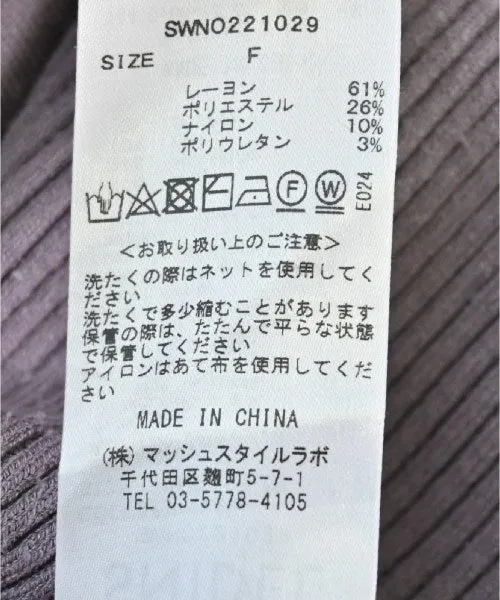 SWNO221029
SIZE F
レーヨン 61%
ポリエステル 26%
ナイロン 10%
ポリウレタン 3%
F W E024
<お取り扱い上のご注意>
洗たくの際はネットを使用してく
ださい
洗たくで多少縮むことがあります
保管の際は、たたんで平らな状態
で保管してください
アイロンはあて布を使用してくだ
さい
MADE IN CHINA
(株)マッシュスタイルラボ
千代田区麹町5-7-1
TEL 03-5778-4105